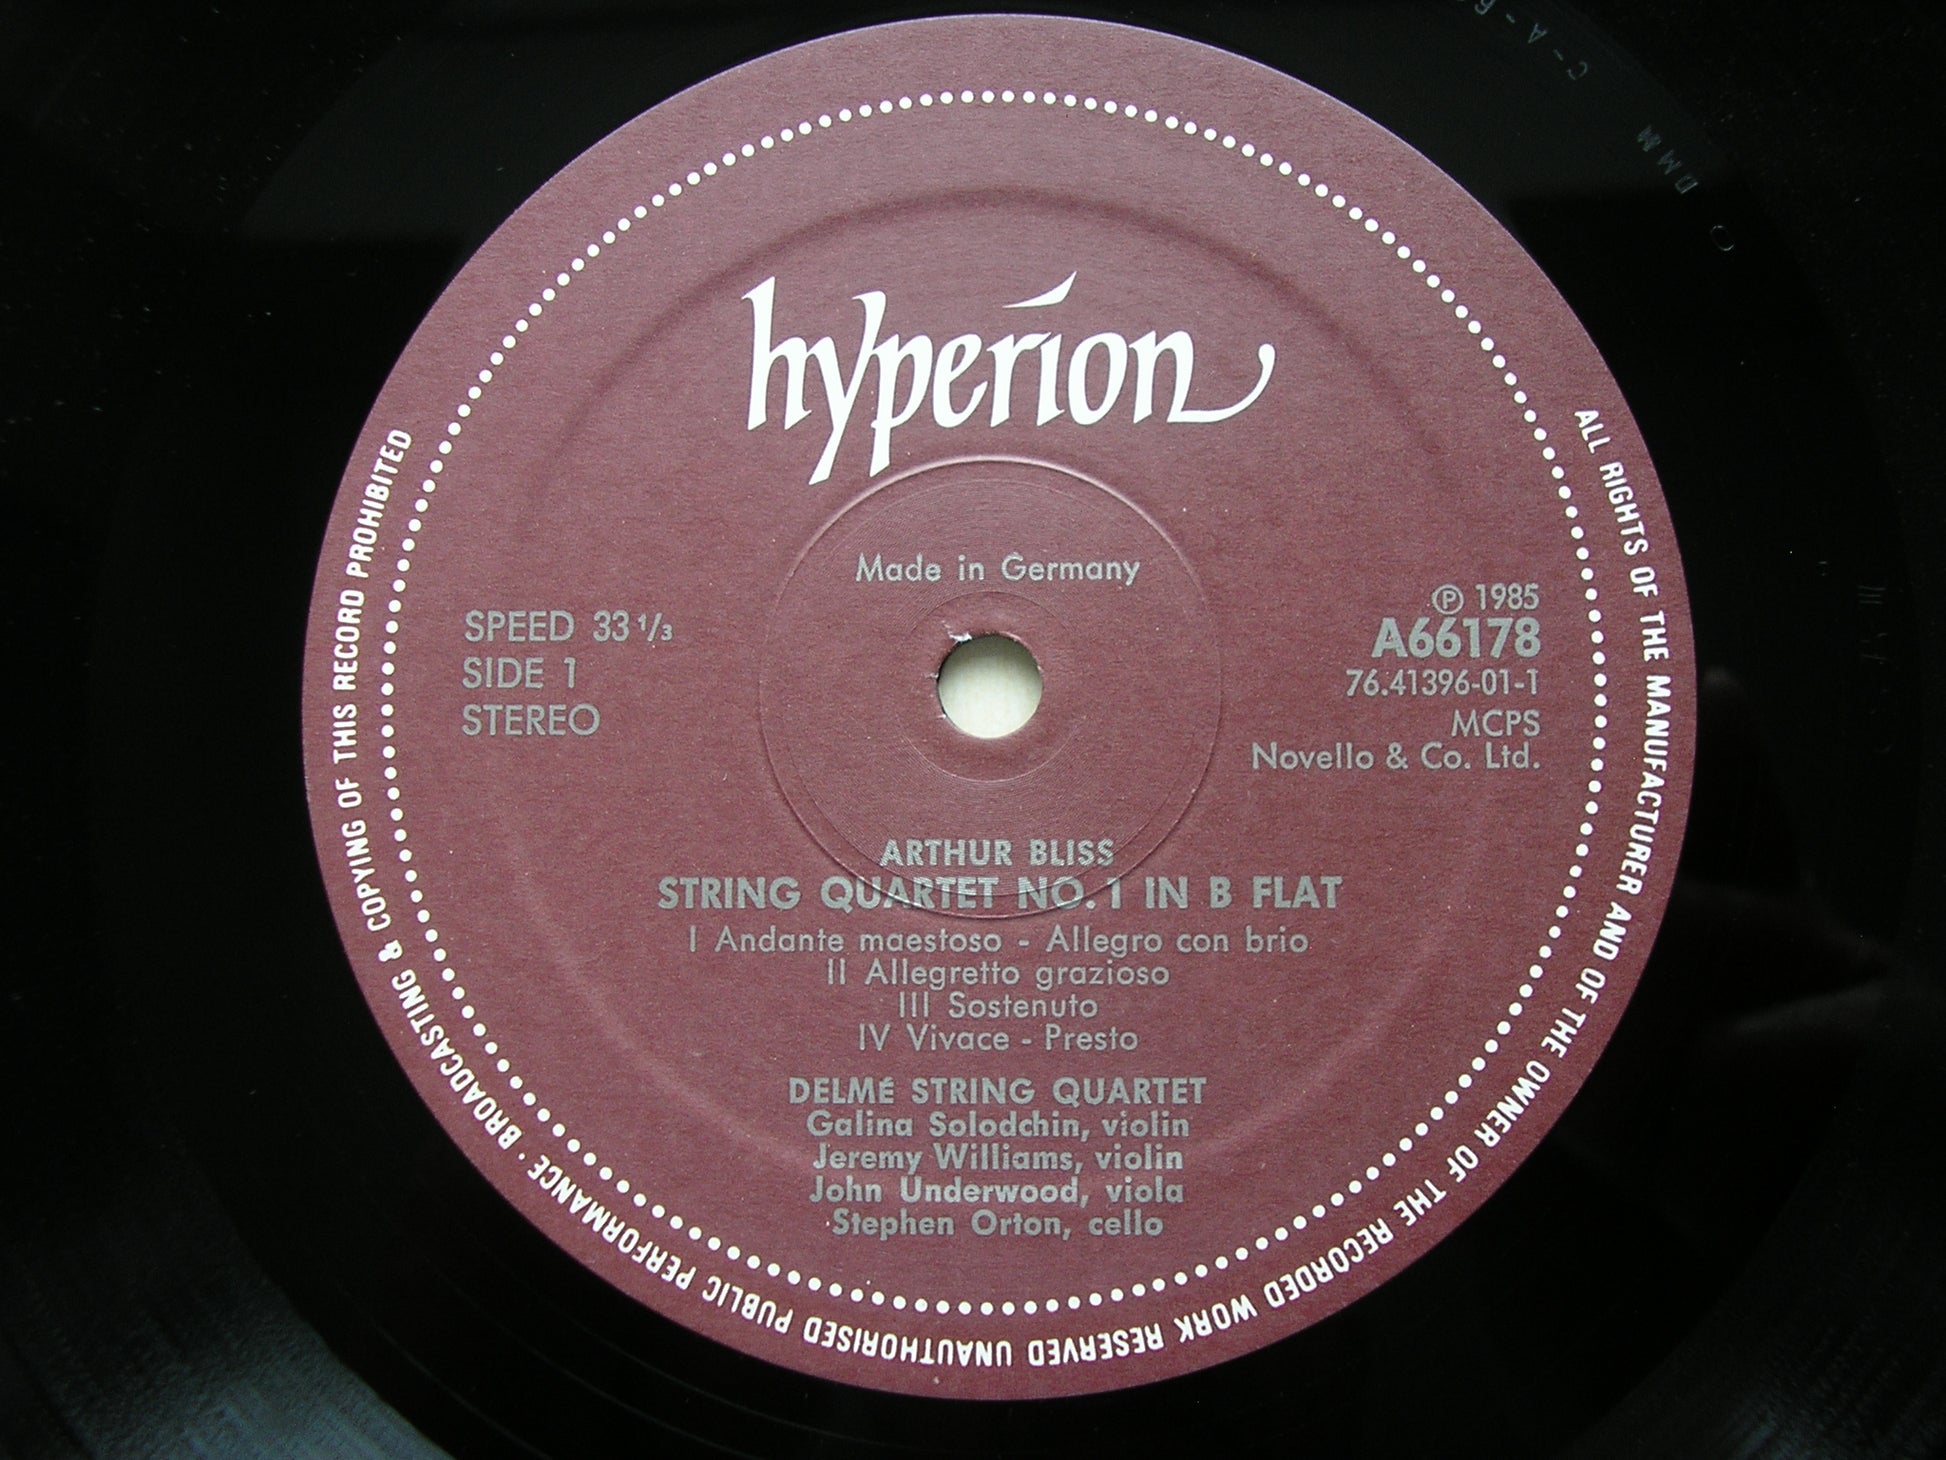 hyperion
Made in Germany
SPEED 33 1/3
SIDE 1
STEREO
℗ 1985
A66178
76.41396-01-1
MCPS
Novello & Co. Ltd.
ARTHUR BLISS
STRING QUARTET NO. 1 IN B FLAT
I Andante maestoso - Allegro con brio
II Allegretto grazioso
III Sostenuto
IV Vivace - Presto
DELMÉ STRING QUARTET
Galina Solodchin, violin
Jeremy Williams, violin
John Underwood, viola
Stephen Orton, cello
ALL RIGHTS OF THE MANUFACTURER AND OF THE OWNER OF THE RECORDED WORK RESERVED UNAUTHORISED PUBLIC PERFORMANCE · BROADCASTING & COPYING OF THIS RECORD PROHIBITED
DMM